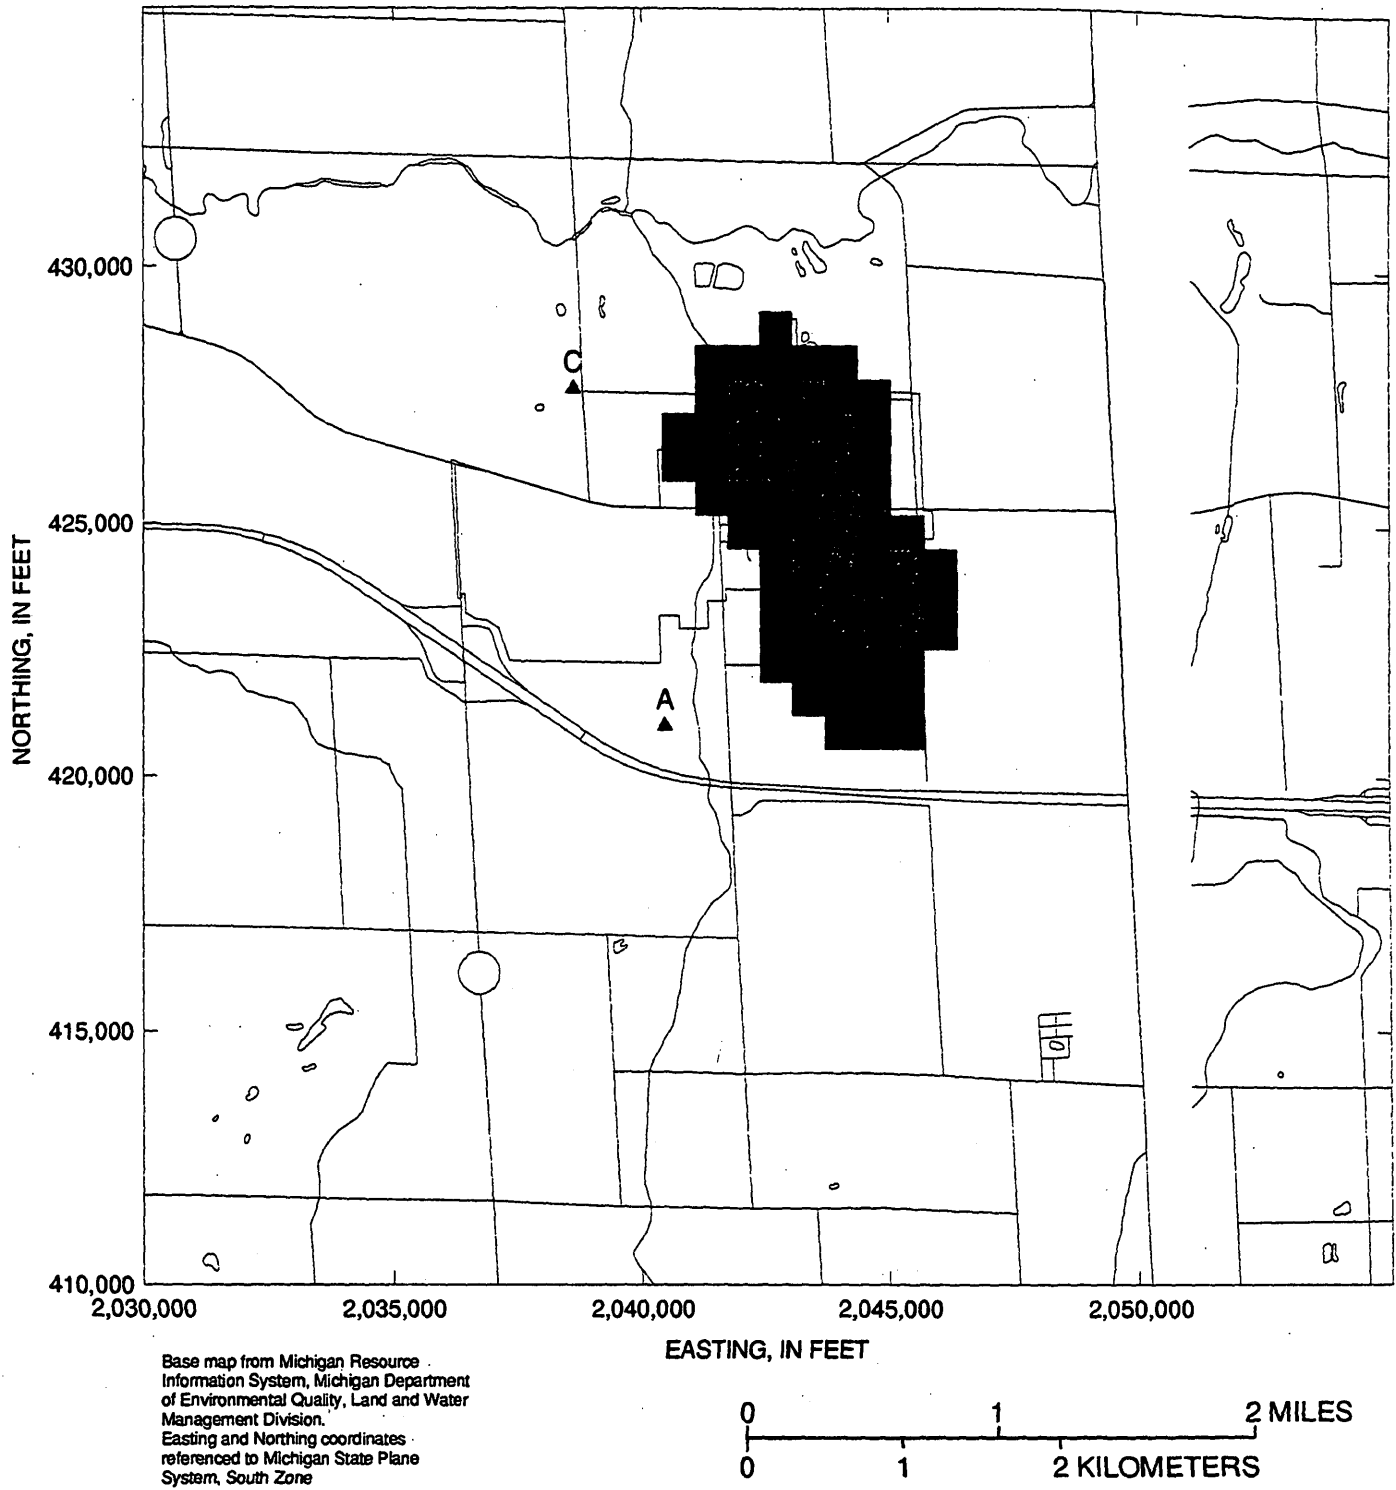 430,000
C
425,000
NORTHING, IN FEET
A
420,000
415,000
410,000
2,030,000 2,035,000 2,040,000 2,045,000 2,050,000
EASTING, IN FEET
Base map from Michigan Resource
Information System, Michigan Department
of Environmental Quality, Land and Water
Management Division.
Easting and Northing coordinates
referenced to Michigan State Plane
System, South Zone
0 1 2 MILES
0 1 2 KILOMETERS